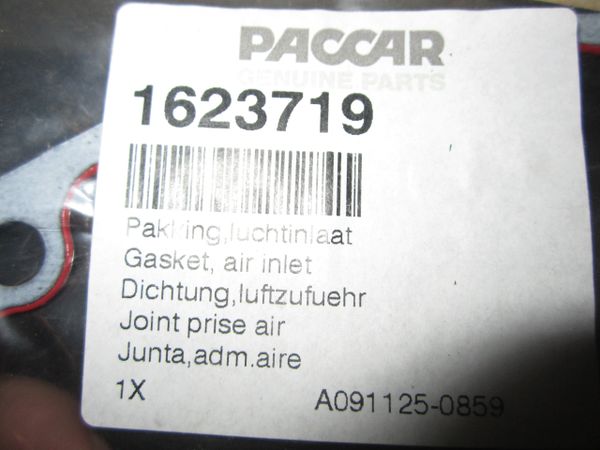 PACCAR
GENUINE PARTS
1623719
Pakking,luchtinlaat
Gasket, air inlet
Dichtung,luftzufuehr
Joint prise air
Junta,adm.aire
1X A091125-0859